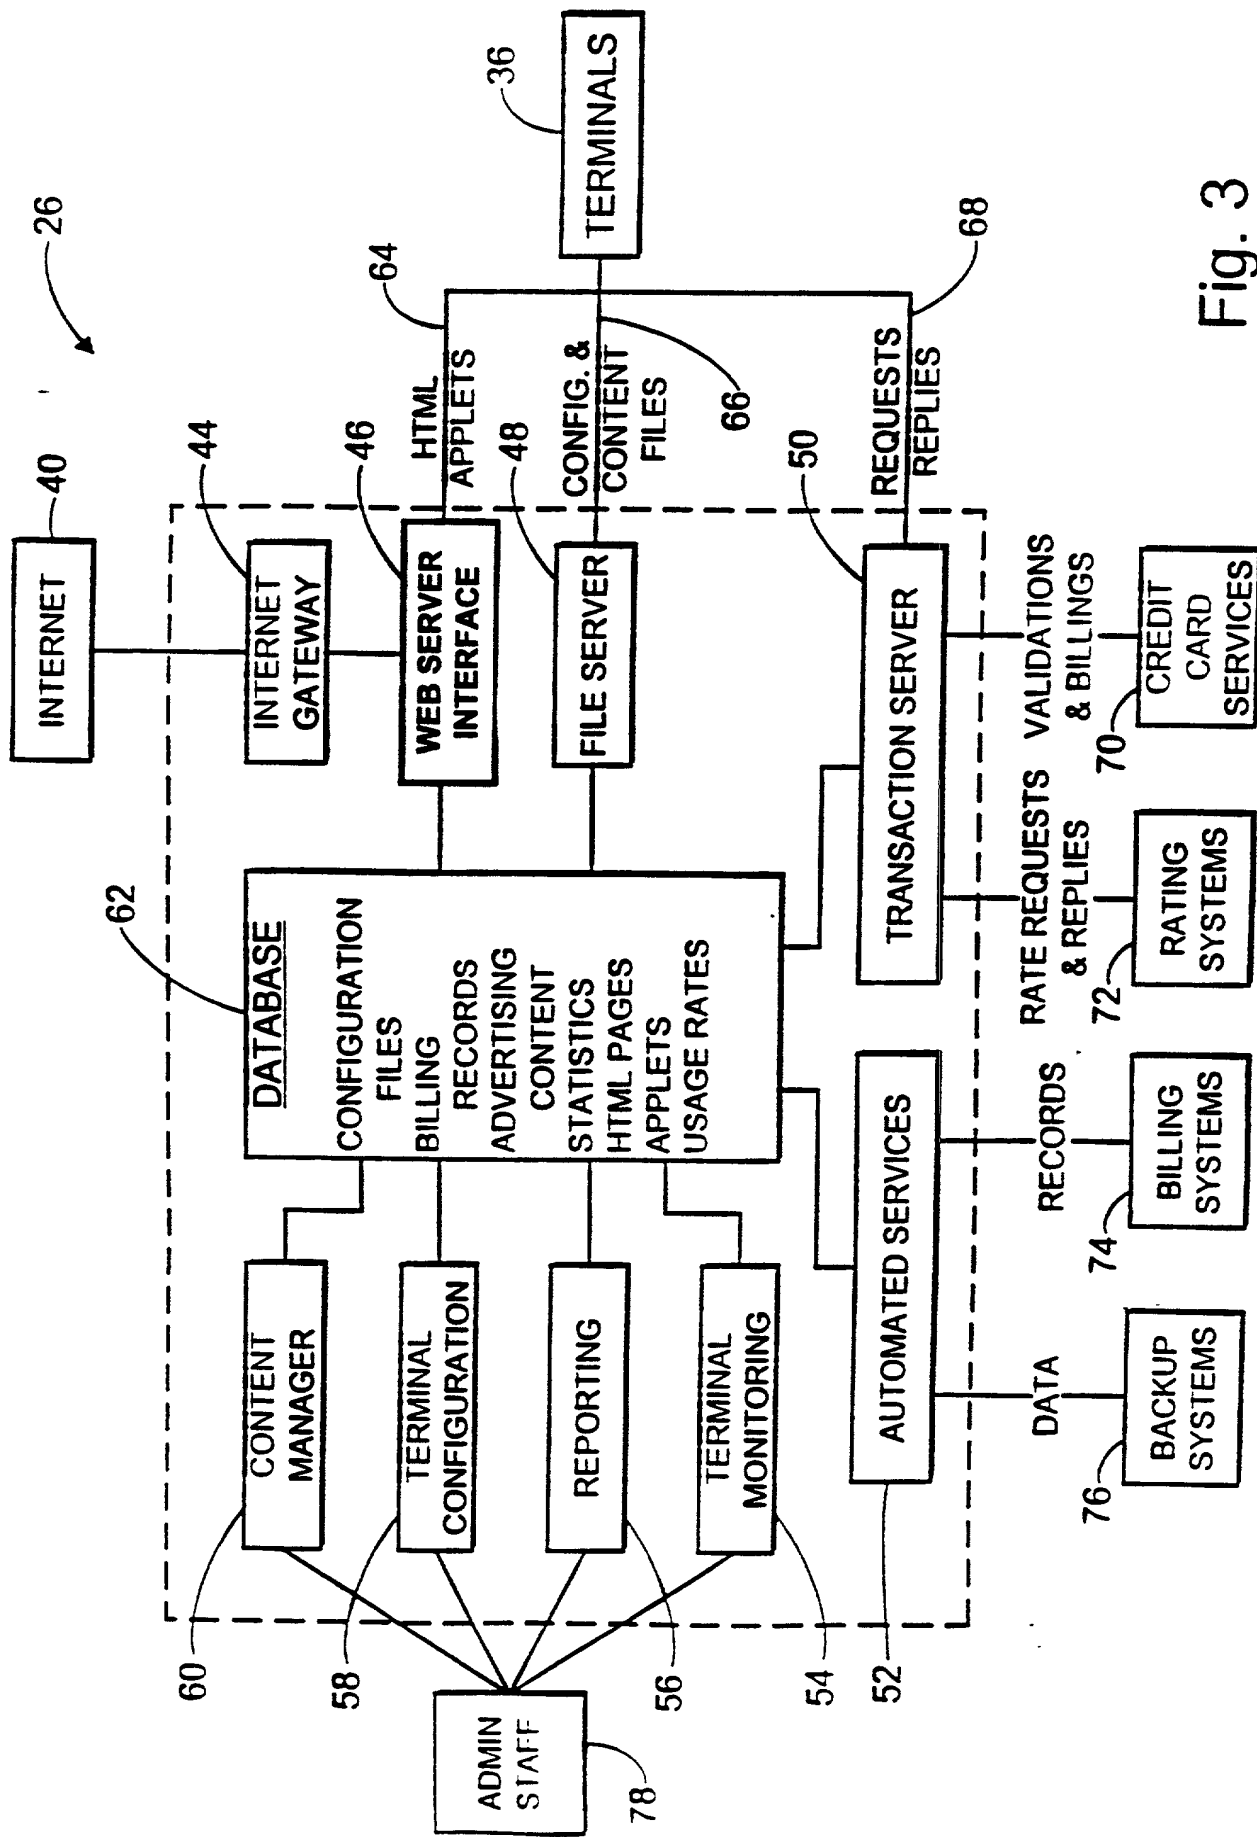 26
INTERNET
40
INTERNET
GATEWAY
44
WEB SERVER
INTERFACE
46
HTML
APPLETS
64
FILE SERVER
48
CONFIG. &
CONTENT
FILES
66
TERMINALS
36
62
DATABASE
CONFIGURATION
FILES
BILLING
RECORDS
ADVERTISING
CONTENT
STATISTICS
HTML PAGES
APPLETS
USAGE RATES
60
CONTENT
MANAGER
58
TERMINAL
CONFIGURATION
REPORTING
56
TERMINAL
MONITORING
54
ADMIN
STAFF
78
AUTOMATED SERVICES
52
TRANSACTION SERVER
50
REQUESTS
REPLIES
68
DATA
RECORDS
RATE REQUESTS
& REPLIES
VALIDATIONS
& BILLINGS
76
BACKUP
SYSTEMS
74
BILLING
SYSTEMS
72
RATING
SYSTEMS
70
CREDIT
CARD
SERVICES
Fig. 3